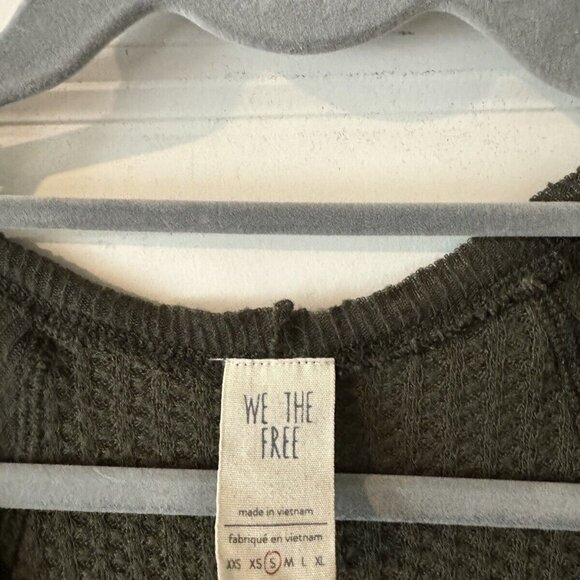 WE THE
FREE
made in vietnam
fabriqué en vietnam
XXS XS S M L XL